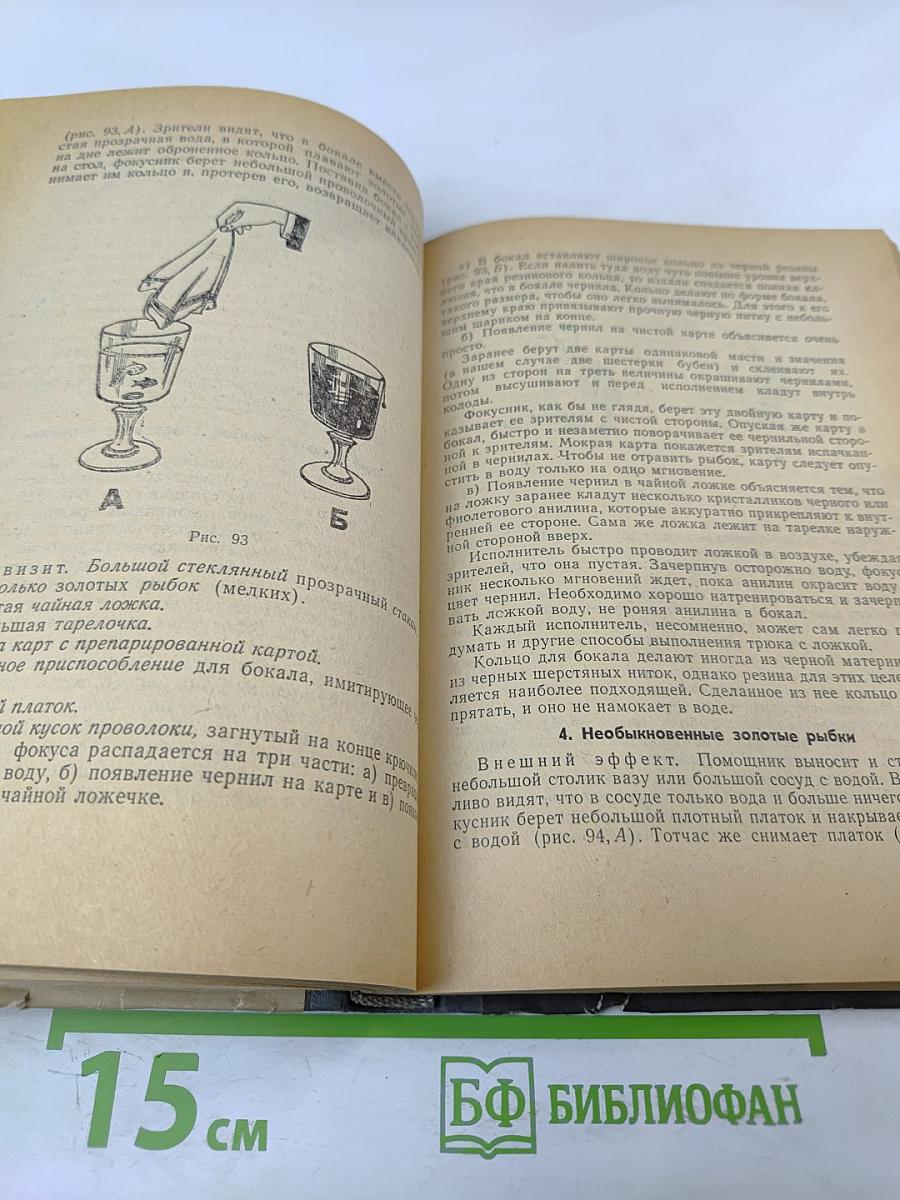 (рис. 93, А). Зрители видят, что в бокале вместо
стая прозрачная вода, в которой плавают золотые
на дне лежит оброненное кольцо. Поставив бокал
на стол, фокусник берет небольшой проволочный
нимает им кольцо и, протерев его, возвращает
А
Б
Рис. 93
визит. Большой стеклянный прозрачный стакан
олько золотых рыбок (мелких).
тая чайная ложка.
ьшая тарелочка.
а карт с препарированной картой.
ное приспособление для бокала, имитирующее
й платок.
ной кусок проволоки, загнутый на конце крючком
фокуса распадается на три части: а) превра
воду, б) появление чернил на карте и в) появ
чайной ложечке.
а) В бокал вставляют широкое кольцо из черной резины
(рис. 93, Б). Если налить туда воду чуть повыше уровня верх-
него края резинового кольца, то издали создается полная ил-
люзия, что в бокале чернила. Кольцо делают по форме бокала,
такого размера, чтобы оно легко вынималось. Для этого к его
верхнему краю привязывают прочную черную нитку с неболь-
шим шариком на конце.
б) Появление чернил на чистой карте объясняется очень
просто.
Заранее берут две карты одинаковой масти и значения
(в нашем случае две шестерки бубен) и склеивают их.
Одну из сторон на треть величины окрашивают чернилами,
потом высушивают и перед исполнением кладут внутрь
колоды.
Фокусник, как бы не глядя, берет эту двойную карту и по-
казывает ее зрителям с чистой стороны. Опуская же карту в
бокал, быстро и незаметно поворачивает ее чернильной сторо-
ной к зрителям. Мокрая карта покажется зрителям испачкан-
ной в чернилах. Чтобы не отравить рыбок, карту следует опу-
стить в воду только на одно мгновение.
в) Появление чернил в чайной ложке объясняется тем, что
на ложку заранее кладут несколько кристалликов черного или
фиолетового анилина, которые аккуратно прикрепляют к внут-
ренней ее стороне. Сама же ложка лежит на тарелке наруж-
ной стороной вверх.
Исполнитель быстро проводит ложкой в воздухе, убеждая
зрителей, что она пустая. Зачерпнув осторожно воду, фокус
ник несколько мгновений ждет, пока анилин окрасит воду
цвет чернил. Необходимо хорошо натренироваться и зачерп
вать ложкой воду, не роняя анилина в бокал.
Каждый исполнитель, несомненно, может сам легко п
думать и другие способы выполнения трюка с ложкой.
Кольцо для бокала делают иногда из черной материи
из черных шерстяных ниток, однако резина для этих целе
ляется наиболее подходящей. Сделанное из нее кольцо
прятать, и оно не намокает в воде.
4. Необыкновенные золотые рыбки
Внешний эффект. Помощник выносит и ст
небольшой столик вазу или большой сосуд с водой. В
ливо видят, что в сосуде только вода и больше ничего
кусник берет небольшой плотный платок и накрывае
с водой (рис. 94, А). Тотчас же снимает платок (
15 см
БФ БИБЛИОФАН